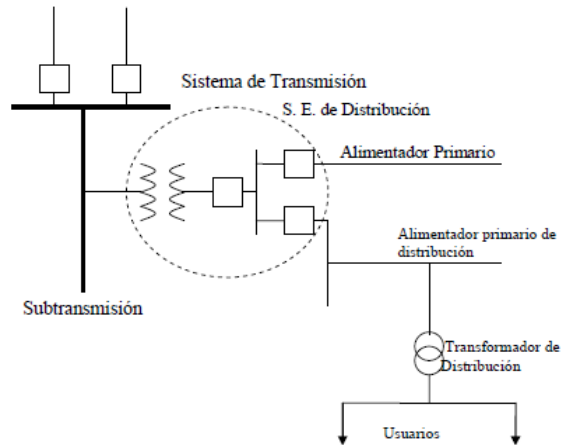 Sistema de Transmisión
S. E. de Distribución
Alimentador Primario
Alimentador primario de
distribución
Subtransmisión
Transformador de
Distribución
Usuarios